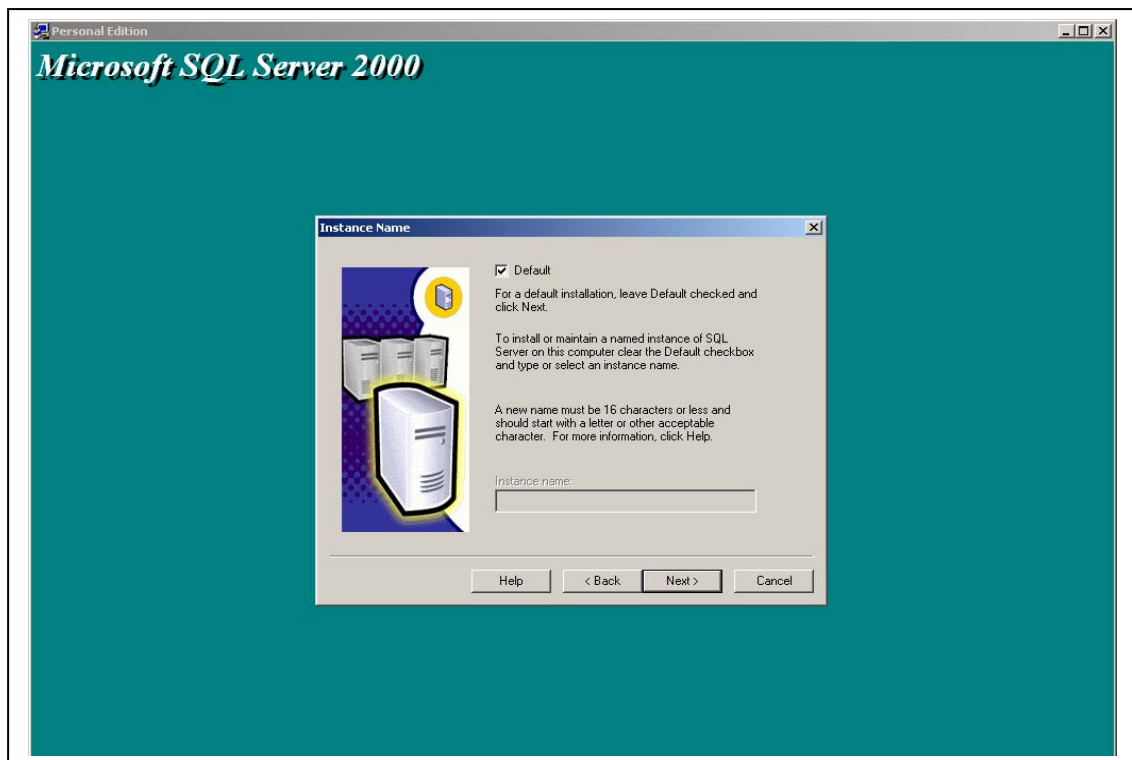 Personal Edition
Microsoft SQL Server 2000
Instance Name
Default
For a default installation, leave Default checked and
click Next.
To install or maintain a named instance of SQL
Server on this computer clear the Default checkbox
and type or select an instance name.
A new name must be 16 characters or less and
should start with a letter or other acceptable
character. For more information, click Help.
Instance name:
Help < Back Next > Cancel